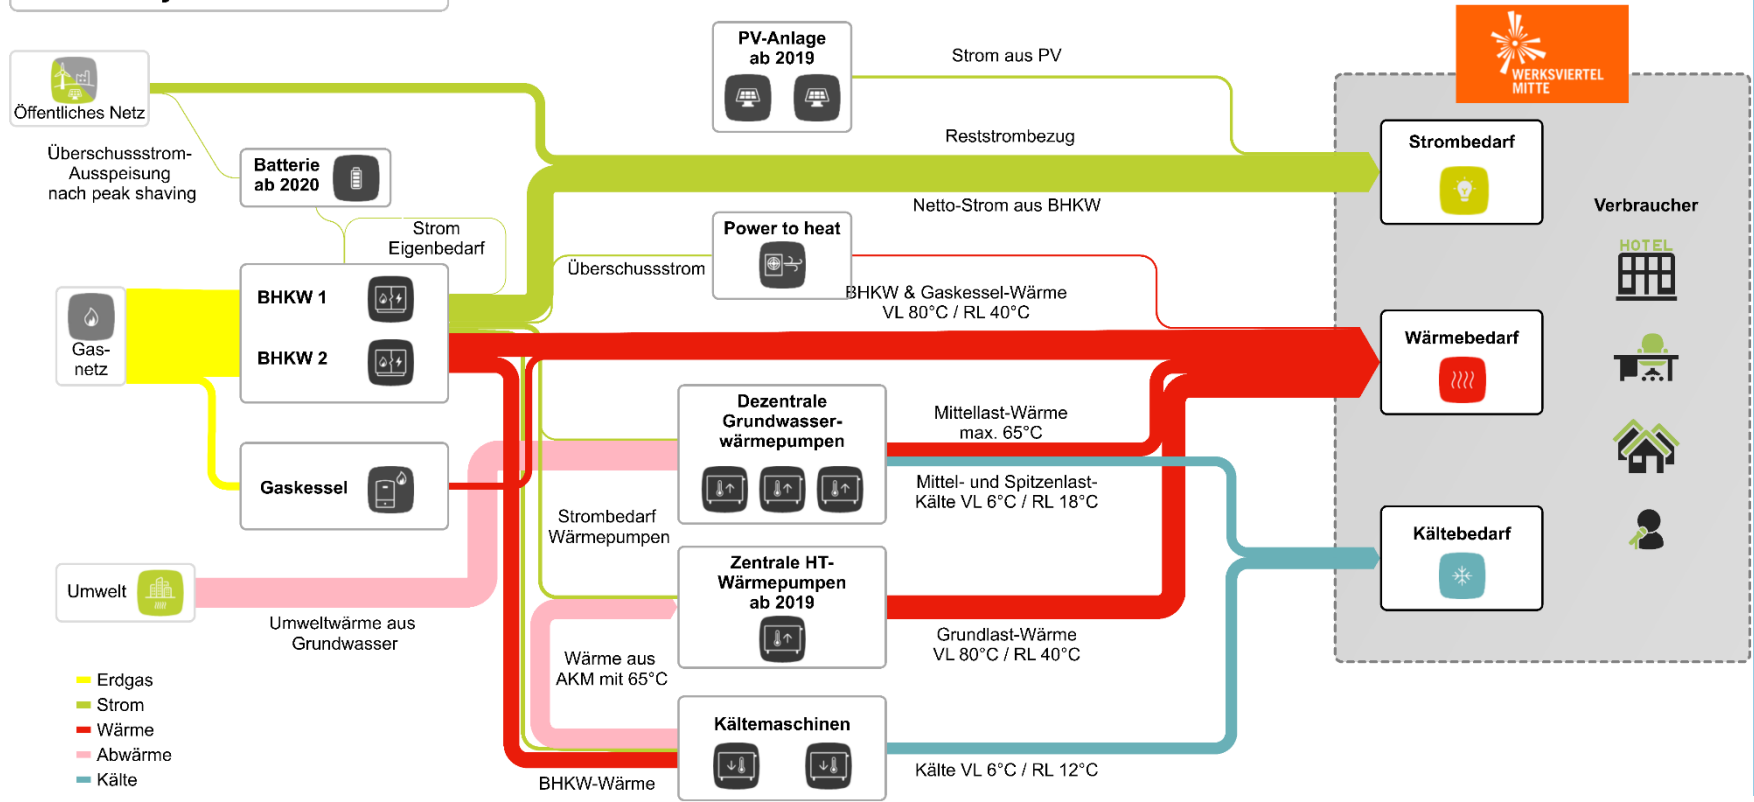 PV-Anlage
ab 2019
Strom aus PV
WERKSVIERTEL
MITTE
Öffentliches Netz
Reststrombezug
Strombedarf
Überschussstrom-
Ausspeisung
nach peak shaving
Batterie
ab 2020
Netto-Strom aus BHKW
Verbraucher
Strom
Eigenbedarf
Power to heat
HOTEL
Überschussstrom
BHKW 1
BHKW & Gaskessel-Wärme
VL 80°C / RL 40°C
Gas-
netz
BHKW 2
Wärmebedarf
Dezentrale
Grundwasser-
wärmepumpen
Mittellast-Wärme
max. 65°C
Gaskessel
Mittel- und Spitzenlast-
Kälte VL 6°C / RL 18°C
Strombedarf
Wärmepumpen
Kältebedarf
Zentrale HT-
Wärmepumpen
ab 2019
Umwelt
Umweltwärme aus
Grundwasser
Grundlast-Wärme
VL 80°C / RL 40°C
Wärme aus
AKM mit 65°C
Erdgas
Strom
Wärme
Abwärme
Kälte
Kältemaschinen
BHKW-Wärme
Kälte VL 6°C / RL 12°C